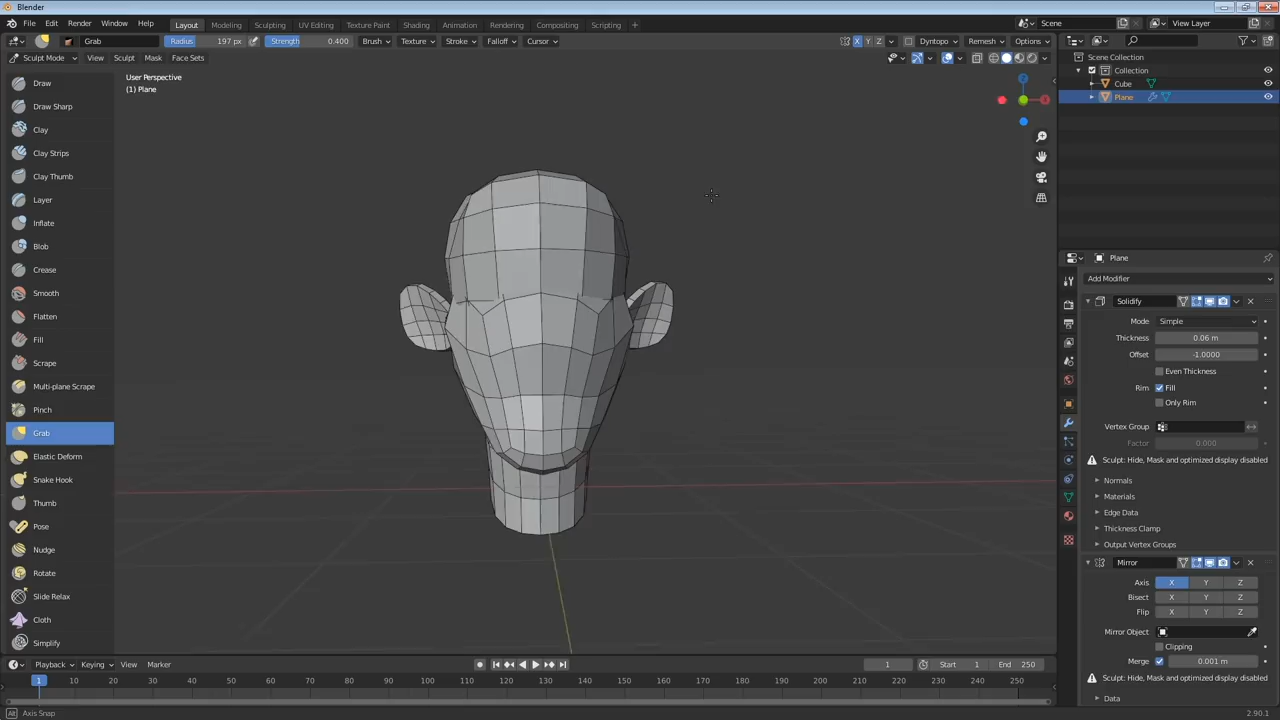 Blender
File Edit Render Window Help Layout Modeling Sculpting UV Editing Texture Paint Shading Animation Rendering Compositing Scripting + Scene View Layer
Grab Radius 197 px Strength 0.400 Brush Texture Stroke Falloff Cursor X Y Z Dyntopo Remesh Options
Sculpt Mode View Sculpt Mask Face Sets
User Perspective
(1) Plane
Draw
Draw Sharp
Clay
Clay Strips
Clay Thumb
Layer
Inflate
Blob
Crease
Smooth
Flatten
Fill
Scrape
Multi-plane Scrape
Pinch
Grab
Elastic Deform
Snake Hook
Thumb
Pose
Nudge
Rotate
Slide Relax
Cloth
Simplify
Scene Collection
Collection
Cube
Plane
Plane
Add Modifier
Solidify
Mode Simple
Thickness 0.06 m
Offset -1.0000
Even Thickness
Rim Fill
Only Rim
Vertex Group
Factor 0.000
Sculpt: Hide, Mask and optimized display disabled
Normals
Materials
Edge Data
Thickness Clamp
Output Vertex Groups
Mirror
Axis X Y Z
Bisect X Y Z
Flip X Y Z
Mirror Object
Clipping
Merge 0.001 m
Sculpt: Hide, Mask and optimized display disabled
Data
Playback Keying View Marker 1 Start 1 End 250
1 10 20 30 40 50 60 70 80 90 100 110 120 130 140 150 160 170 180 190 200 210 220 230 240 250
Axis Snap 2.90.1